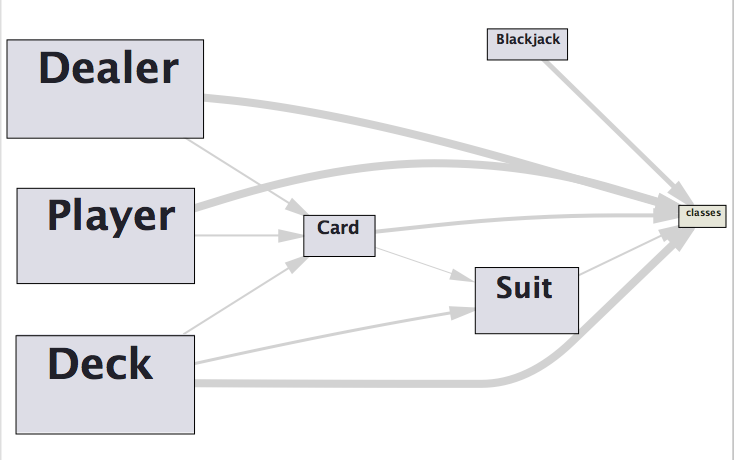 Dealer
Blackjack
Player
classes
Card
Suit
Deck